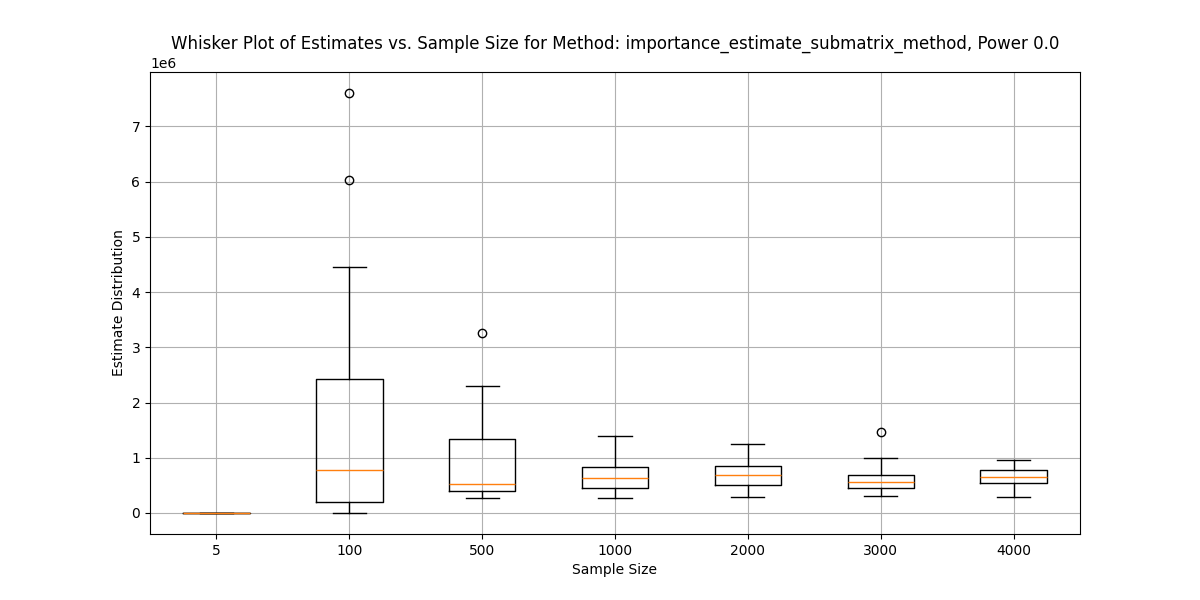 Whisker Plot of Estimates vs. Sample Size for Method: importance_estimate_submatrix_method, Power 0.0
1e6
7
6
5
4
3
2
1
0
Estimate Distribution
5 100 500 1000 2000 3000 4000
Sample Size